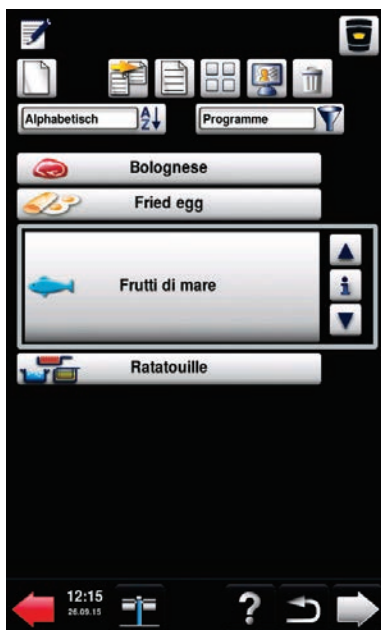 Alphabetisch A Z Programme
Bolognese
Fried egg
Frutti di mare
i
Ratatouille
12:15
26.09.15
?